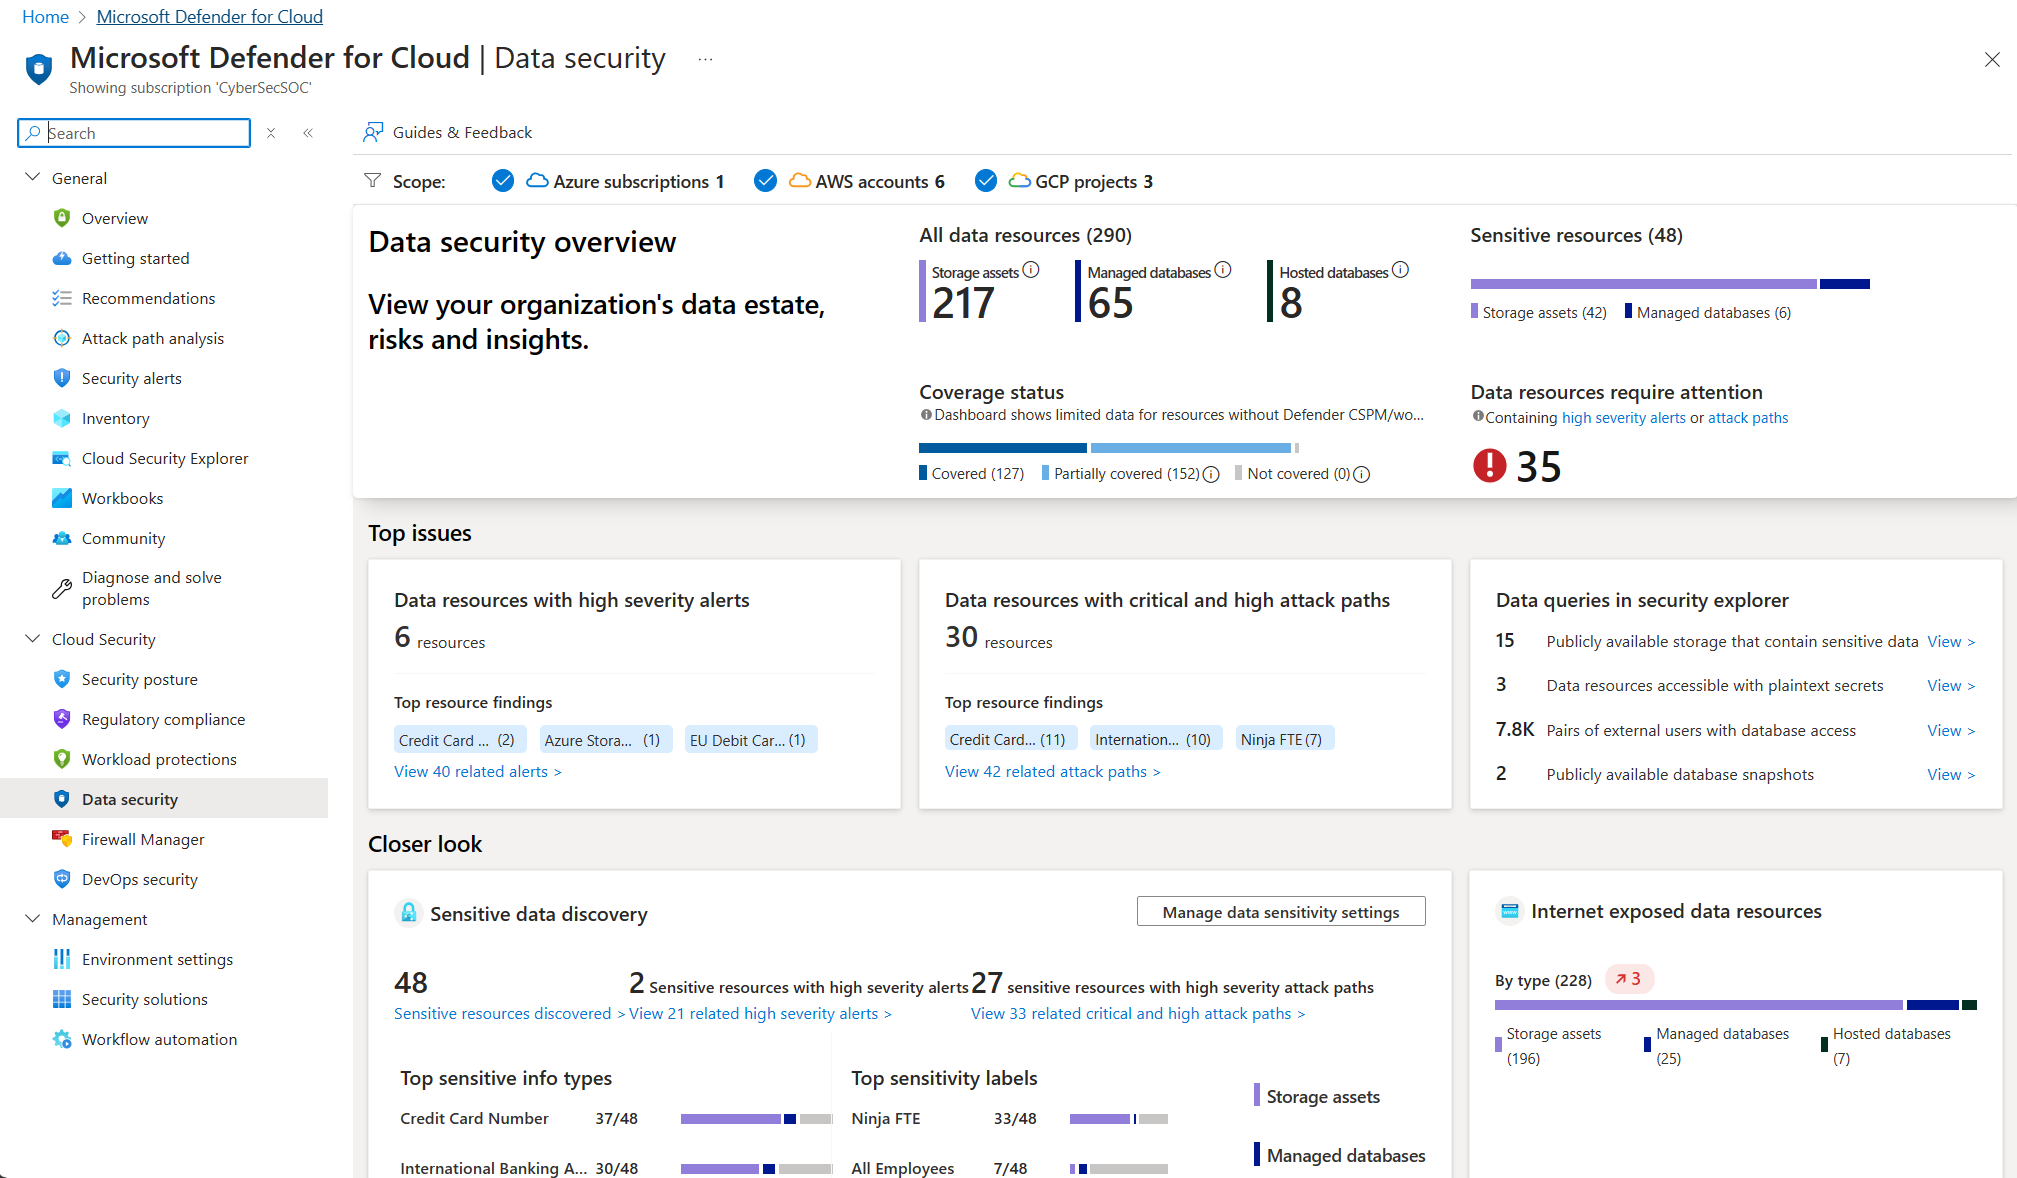 Home > Microsoft Defender for Cloud
Microsoft Defender for Cloud | Data security ...
Showing subscription 'CyberSecSOC'
Search
General
Overview
Getting started
Recommendations
Attack path analysis
Security alerts
Inventory
Cloud Security Explorer
Workbooks
Community
Diagnose and solve
problems
Cloud Security
Security posture
Regulatory compliance
Workload protections
Data security
Firewall Manager
DevOps security
Management
Environment settings
Security solutions
Workflow automation
Guides & Feedback
Scope: Azure subscriptions 1 AWS accounts 6 GCP projects 3
Data security overview
View your organization's data estate,
risks and insights.
All data resources (290)
Storage assets Managed databases Hosted databases
217 65 8
Sensitive resources (48)
Storage assets (42) Managed databases (6)
Coverage status
Dashboard shows limited data for resources without Defender CSPM/wo...
Covered (127) Partially covered (152) Not covered (0)
Data resources require attention
Containing high severity alerts or attack paths
35
Top issues
Data resources with high severity alerts
6 resources
Top resource findings
Credit Card ... (2) Azure Stora... (1) EU Debit Car... (1)
View 40 related alerts >
Data resources with critical and high attack paths
30 resources
Top resource findings
Credit Card... (11) Internation... (10) Ninja FTE (7)
View 42 related attack paths >
Data queries in security explorer
15 Publicly available storage that contain sensitive data View >
3 Data resources accessible with plaintext secrets View >
7.8K Pairs of external users with database access View >
2 Publicly available database snapshots View >
Closer look
Sensitive data discovery
Manage data sensitivity settings
48
Sensitive resources discovered >
2 Sensitive resources with high severity alerts
View 21 related high severity alerts >
27 sensitive resources with high severity attack paths
View 33 related critical and high attack paths >
Top sensitive info types
Credit Card Number 37/48
International Banking A... 30/48
Top sensitivity labels
Ninja FTE 33/48
All Employees 7/48
Storage assets
Managed databases
Internet exposed data resources
www
By type (228) 3
Storage assets
(196)
Managed databases
(25)
Hosted databases
(7)